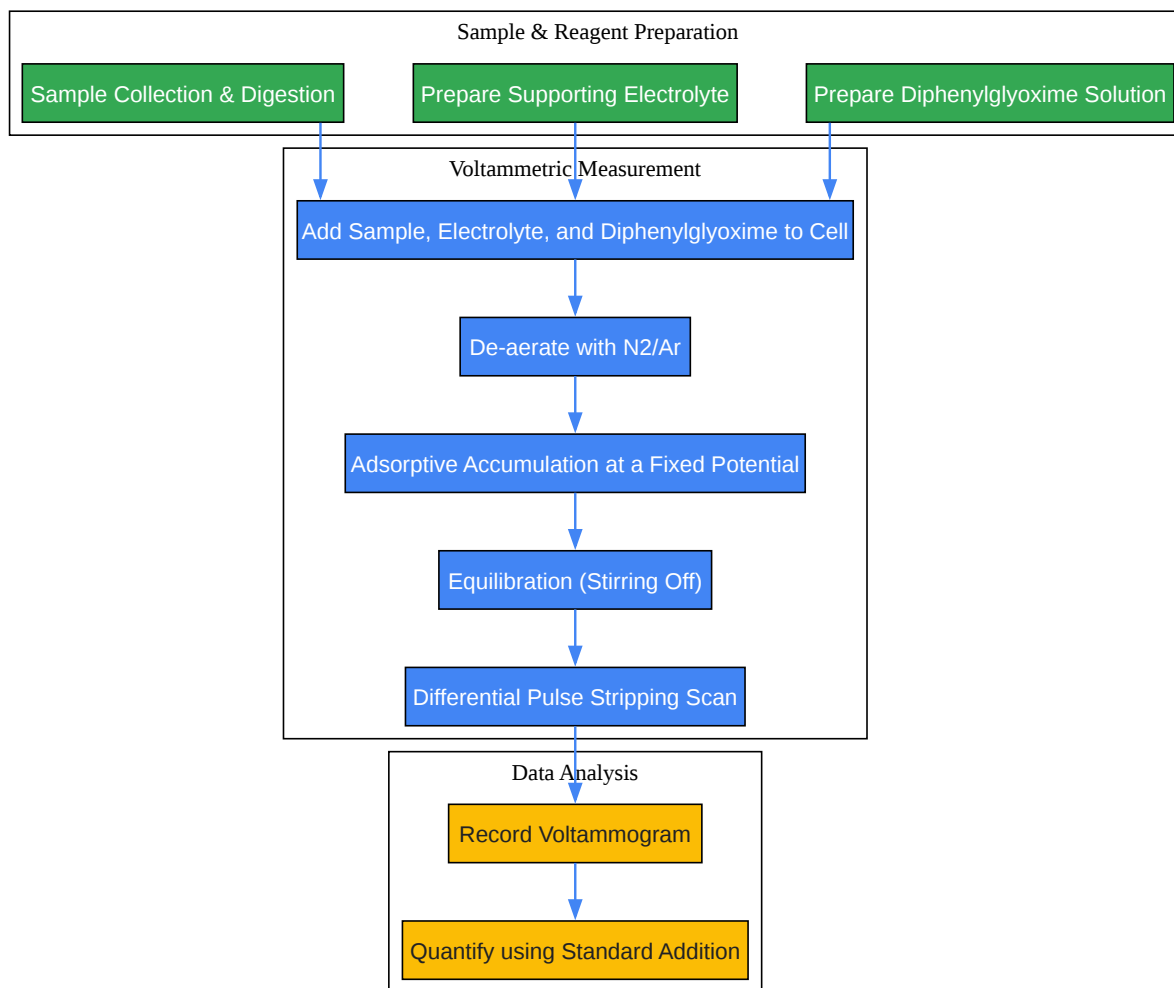 Sample & Reagent Preparation
Sample Collection & Digestion
Prepare Supporting Electrolyte
Prepare Diphenylglyoxime Solution
Voltammetric Measurement
Add Sample, Electrolyte, and Diphenylglyoxime to Cell
De-aerate with N2/Ar
Adsorptive Accumulation at a Fixed Potential
Equilibration (Stirring Off)
Differential Pulse Stripping Scan
Data Analysis
Record Voltammogram
Quantify using Standard Addition